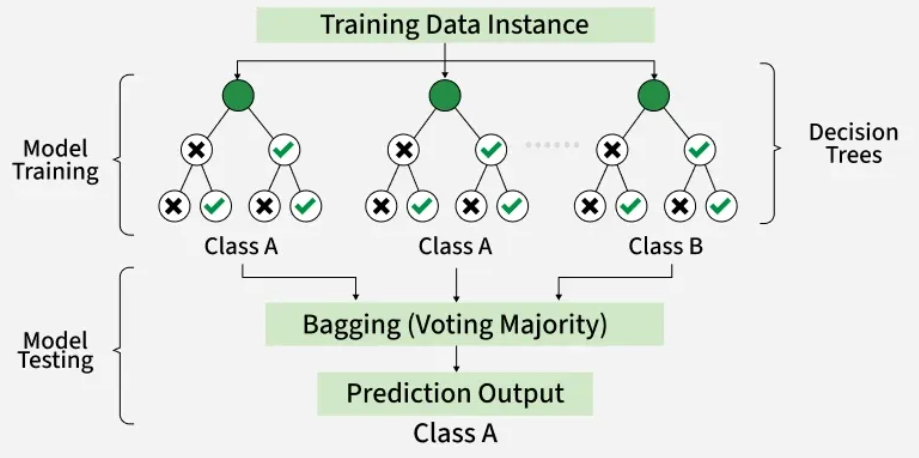 Training Data Instance
Model
Training
Decision
Trees
Class A
Class A
Class B
Model
Testing
Bagging (Voting Majority)
Prediction Output
Class A